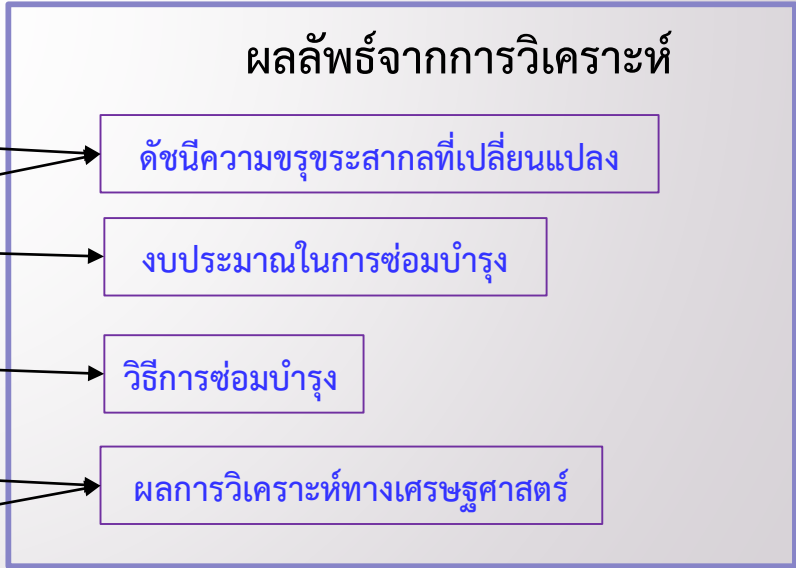 ผลลัพธ์จากการวิเคราะห์
ดัชนีความขรุขระสากลที่เปลี่ยนแปลง
งบประมาณในการซ่อมบำรุง
วิธีการซ่อมบำรุง
ผลการวิเคราะห์ทางเศรษฐศาสตร์